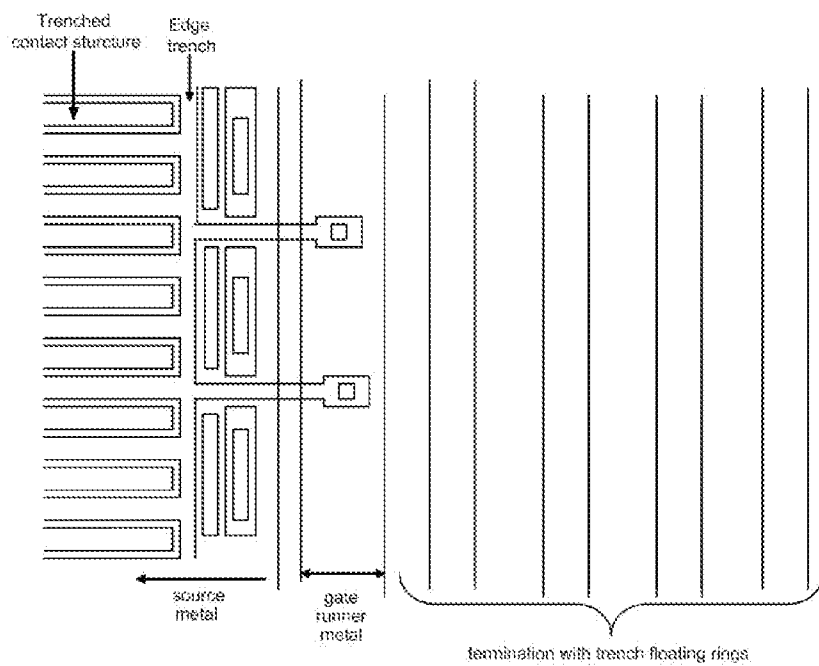 Trenched
contact sturcture
Edge
trench
source
metal
gate
runner
metal
termination with trench floating rings